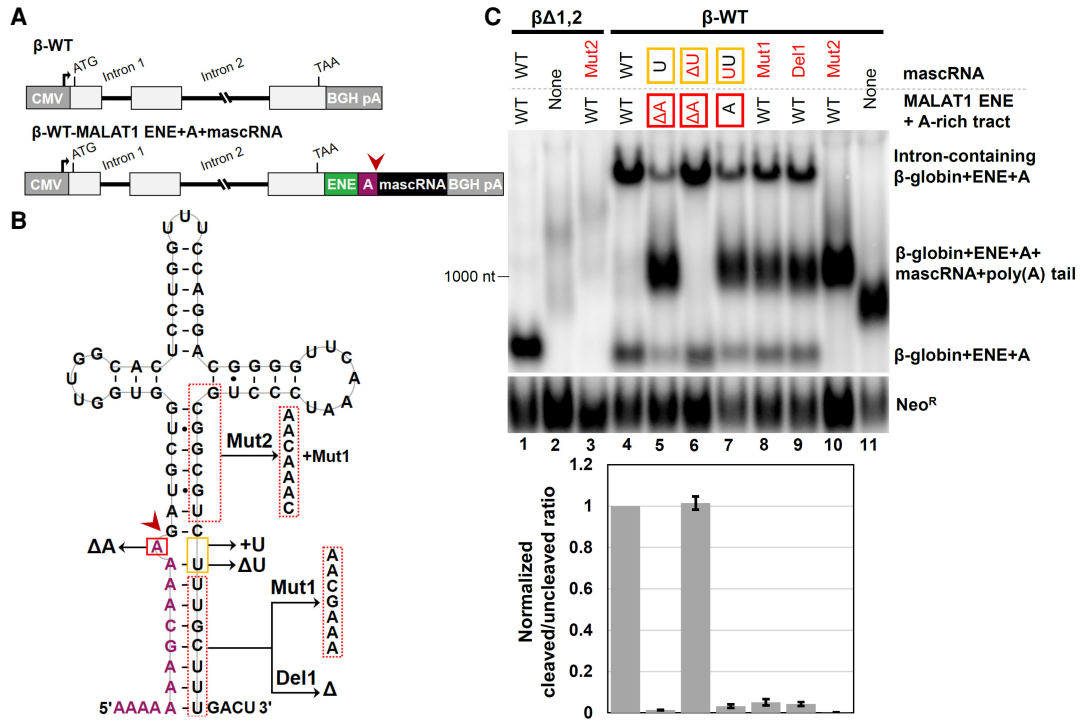 A
β-WT
ATG
Intron 1
Intron 2
TAA
CMV
BGH pA
β-WT-MALAT1 ENE+A+mascRNA
ATG
Intron 1
Intron 2
TAA
CMV
ENE
A
mascRNA
BGH pA
B
Mut2
A
A
C
A
A
A
C
+Mut1
ΔA
+U
ΔU
Mut1
A
A
C
G
A
A
A
Del1
Δ
5'AAAAA
UGACU 3'
C
βΔ1,2
β-WT
WT None Mut2 WT U ΔU UU Mut1 Del1 Mut2 None
mascRNA
WT WT ΔA ΔA A WT WT WT
MALAT1 ENE
+ A-rich tract
Intron-containing
β-globin+ENE+A
β-globin+ENE+A+
mascRNA+poly(A) tail
1000 nt
β-globin+ENE+A
NeoR
1 2 3 4 5 6 7 8 9 10 11
Normalized
cleaved/uncleaved ratio
1.2
1
0.8
0.6
0.4
0.2
0